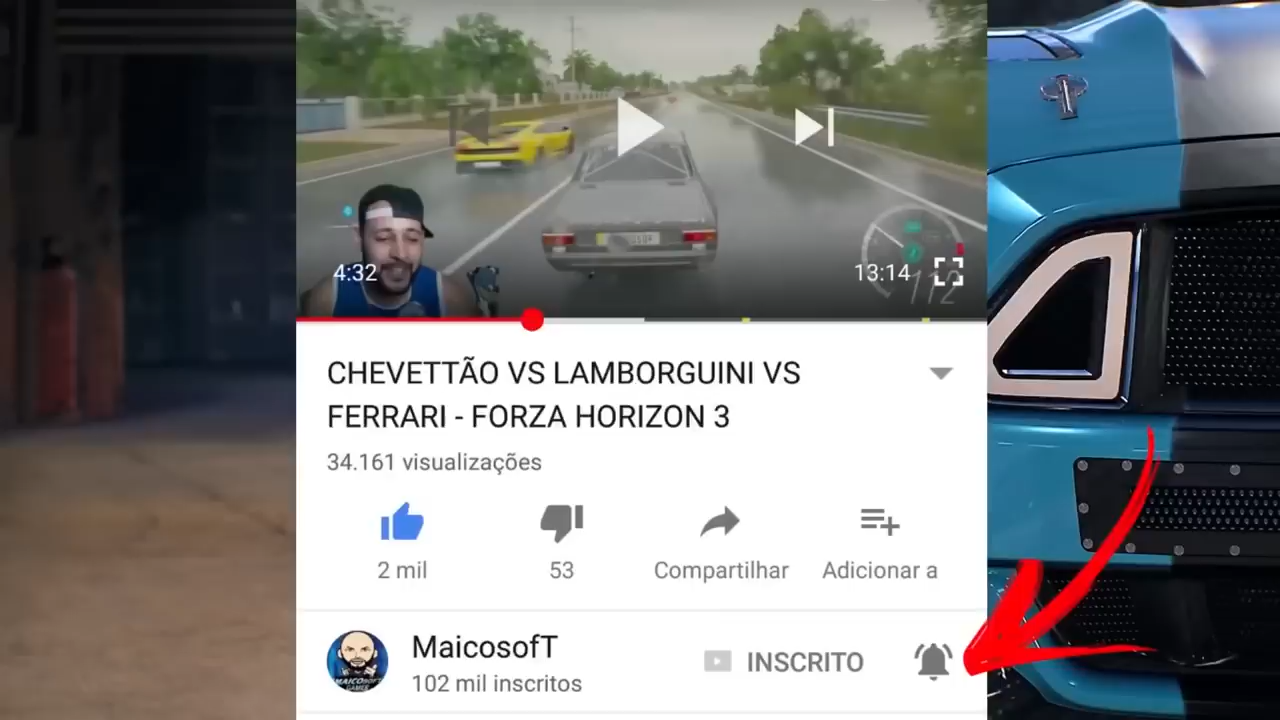 4:32
13:14
CHEVETTÃO VS LAMBORGUINI VS
FERRARI - FORZA HORIZON 3
34.161 visualizações
2 mil
53
Compartilhar
Adicionar a
MaicosofT
102 mil inscritos
INSCRITO